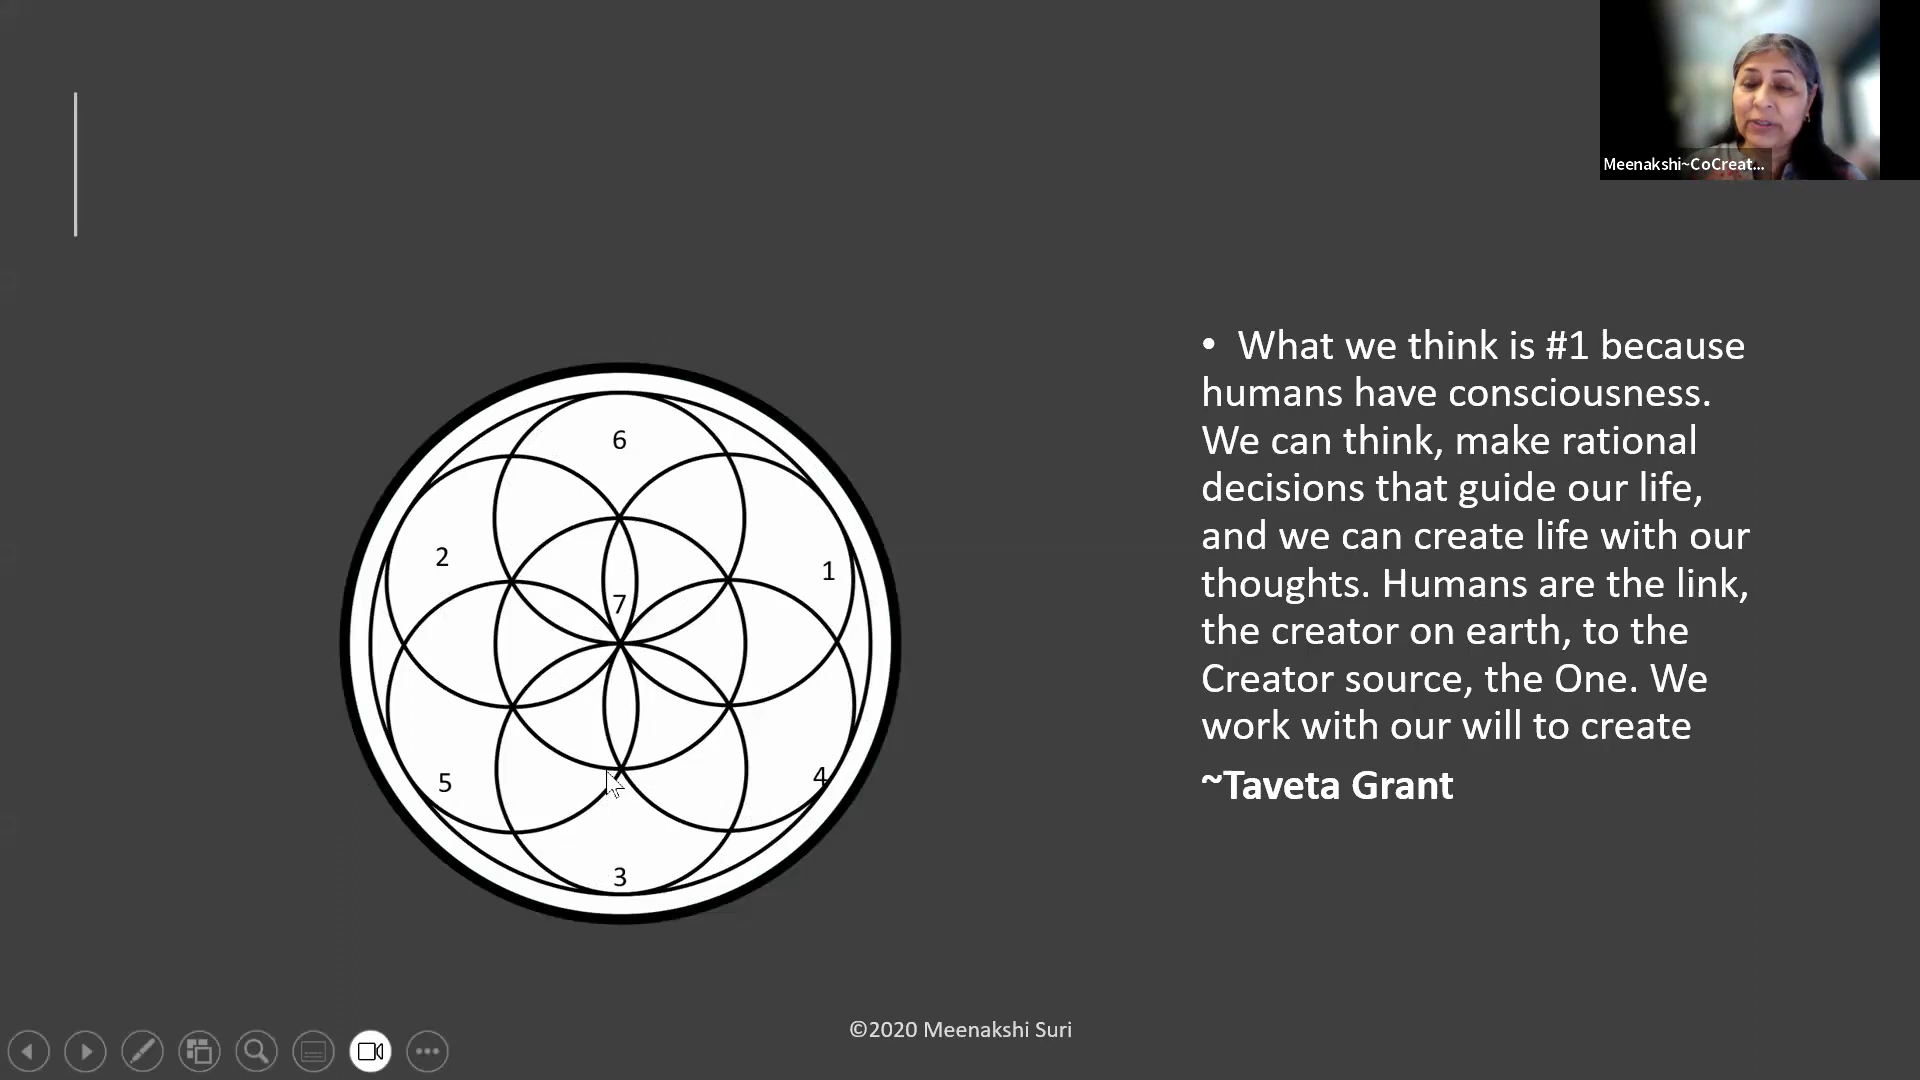 Meenakshi~CoCreat...
6
2
1
7
5
4
3
• What we think is #1 because
humans have consciousness.
We can think, make rational
decisions that guide our life,
and we can create life with our
thoughts. Humans are the link,
the creator on earth, to the
Creator source, the One. We
work with our will to create
~Taveta Grant
©2020 Meenakshi Suri